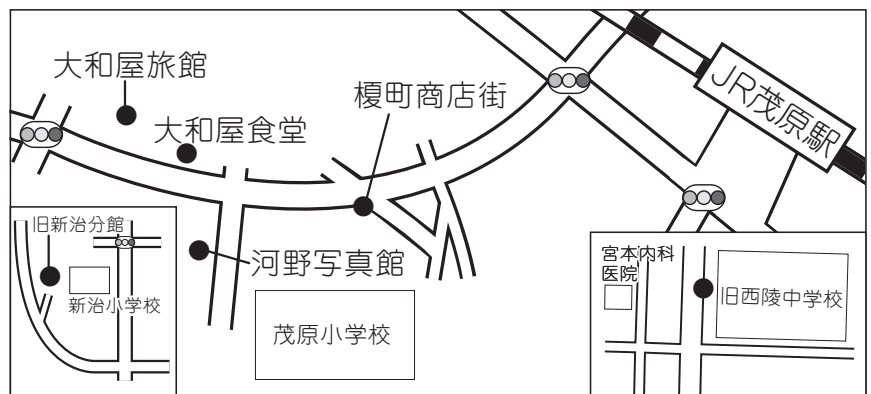 大和屋旅館
大和屋食堂
榎町商店街
JR茂原駅
河野写真館
茂原小学校
旧新治分館
新治小学校
宮本内科
医院
旧西陵中学校